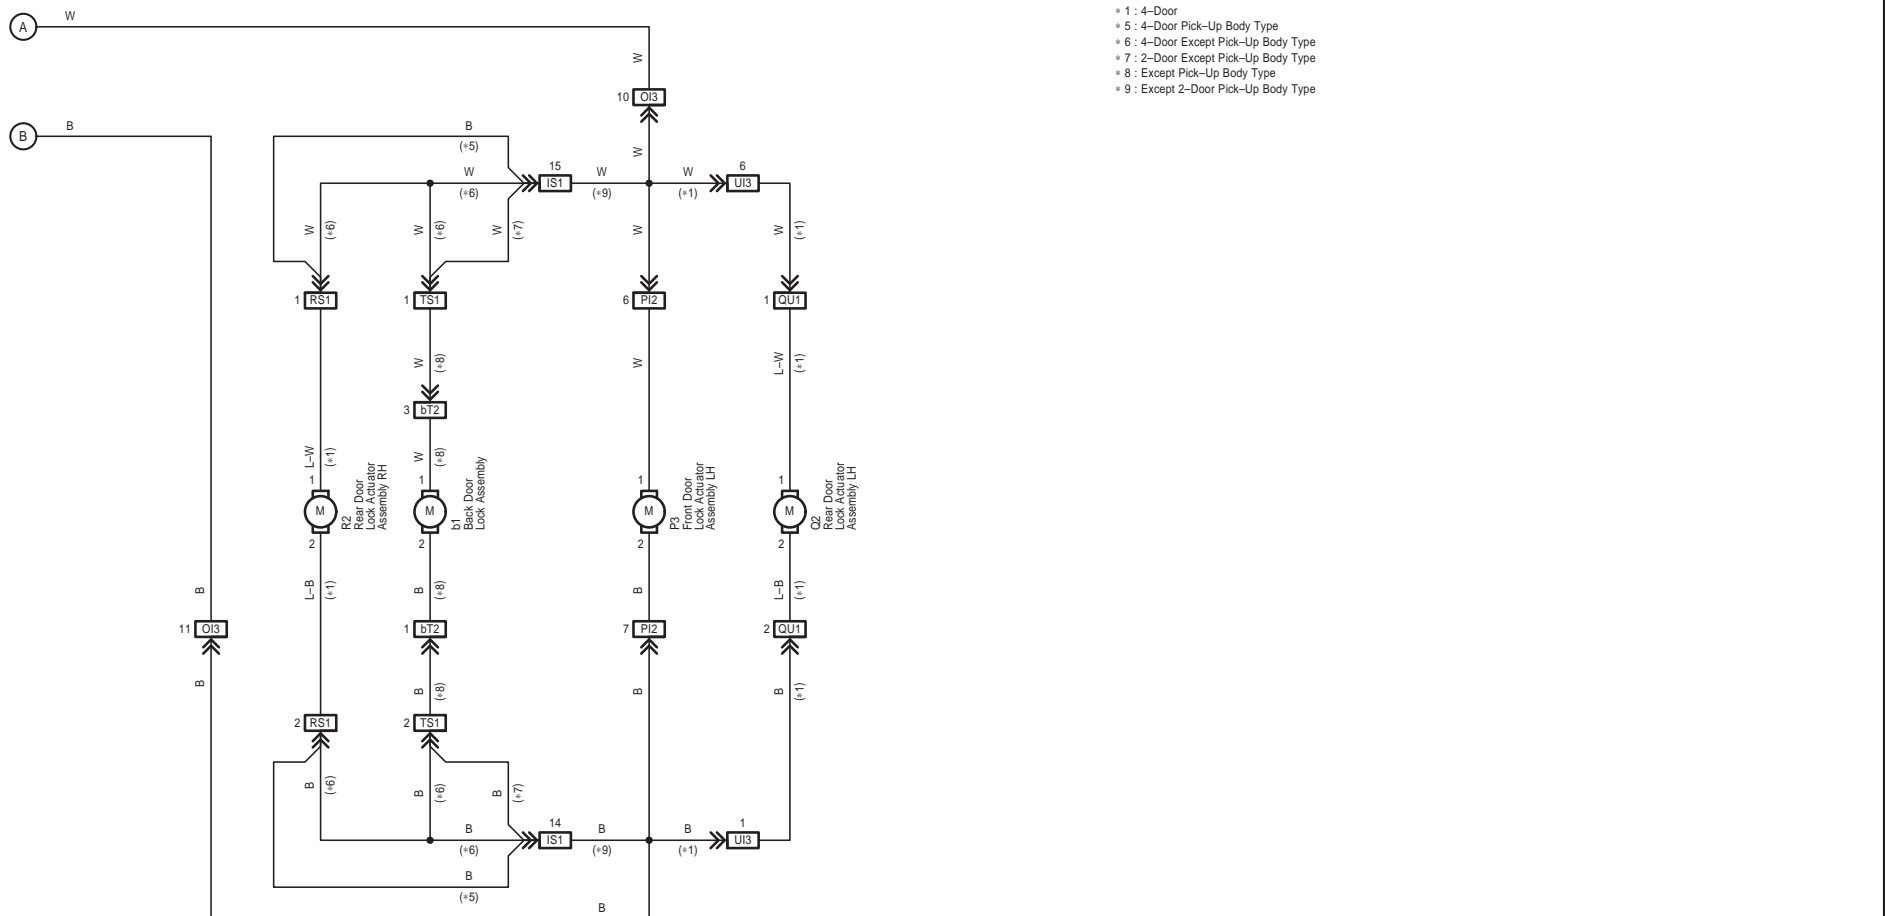 A
W
∗ 1 : 4–Door
∗ 5 : 4–Door Pick–Up Body Type
∗ 6 : 4–Door Except Pick–Up Body Type
∗ 7 : 2–Door Except Pick–Up Body Type
∗ 8 : Except Pick–Up Body Type
∗ 9 : Except 2–Door Pick–Up Body Type
W
10 OI3
B
B
B
(∗5)
W
W
(∗6)
15
IS1
W
(∗9)
W
(∗1)
6
UI3
W
(∗6)
W
(∗6)
W
(∗7)
W
W
(∗1)
1 RS1
1 TS1
6 PI2
1 QU1
W
(∗8)
W
L–W
(∗1)
3 bT2
L–W
(∗1)
W
(∗8)
1
M
2
R2
Rear Door
Lock Actuator
Assembly RH
1
M
2
b1
Back Door
Lock Assembly
1
M
2
P3
Front Door
Lock Actuator
Assembly LH
1
M
2
Q2
Rear Door
Lock Actuator
Assembly LH
B
L–B
(∗1)
B
(∗8)
B
L–B
(∗1)
11 OI3
1 bT2
7 PI2
2 QU1
B
B
(∗8)
B
B
(∗1)
2 RS1
2 TS1
B
(∗6)
B
(∗6)
B
(∗7)
B
(∗6)
14
IS1
B
(∗9)
B
(∗1)
1
UI3
B
(∗5)
B